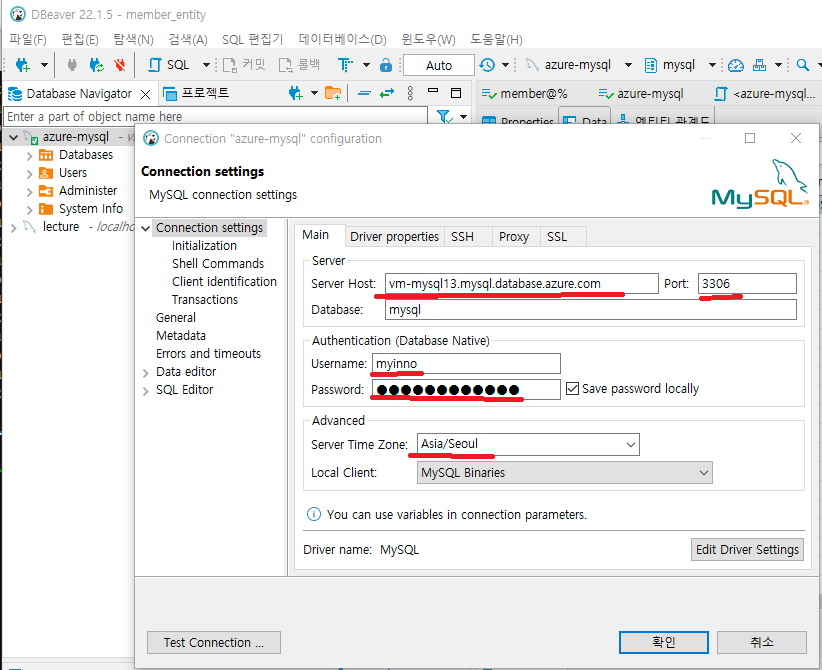 DBeaver 22.1.5 - member_entity
파일(F) 편집(E) 탐색(N) 검색(A) SQL 편집기 데이터베이스(D) 윈도우(W) 도움말(H)
SQL 커밋 롤백 Auto azure-mysql mysql
Database Navigator 프로젝트 member@% azure-mysql <azure-mysql...
Enter a part of object name here Properties Data 엔티티 관계도
azure-mysql
Databases
Users
Administer
System Info
lecture - localho
Connection "azure-mysql" configuration
Connection settings
MySQL connection settings
MySQL
Connection settings
Initialization
Shell Commands
Client identification
Transactions
General
Metadata
Errors and timeouts
Data editor
SQL Editor
Main Driver properties SSH Proxy SSL
Server
Server Host: vm-mysql13.mysql.database.azure.com Port: 3306
Database: mysql
Authentication (Database Native)
Username: myinno
Password: ●●●●●●●●●●●● Save password locally
Advanced
Server Time Zone: Asia/Seoul
Local Client: MySQL Binaries
You can use variables in connection parameters.
Driver name: MySQL Edit Driver Settings
Test Connection ... 확인 취소